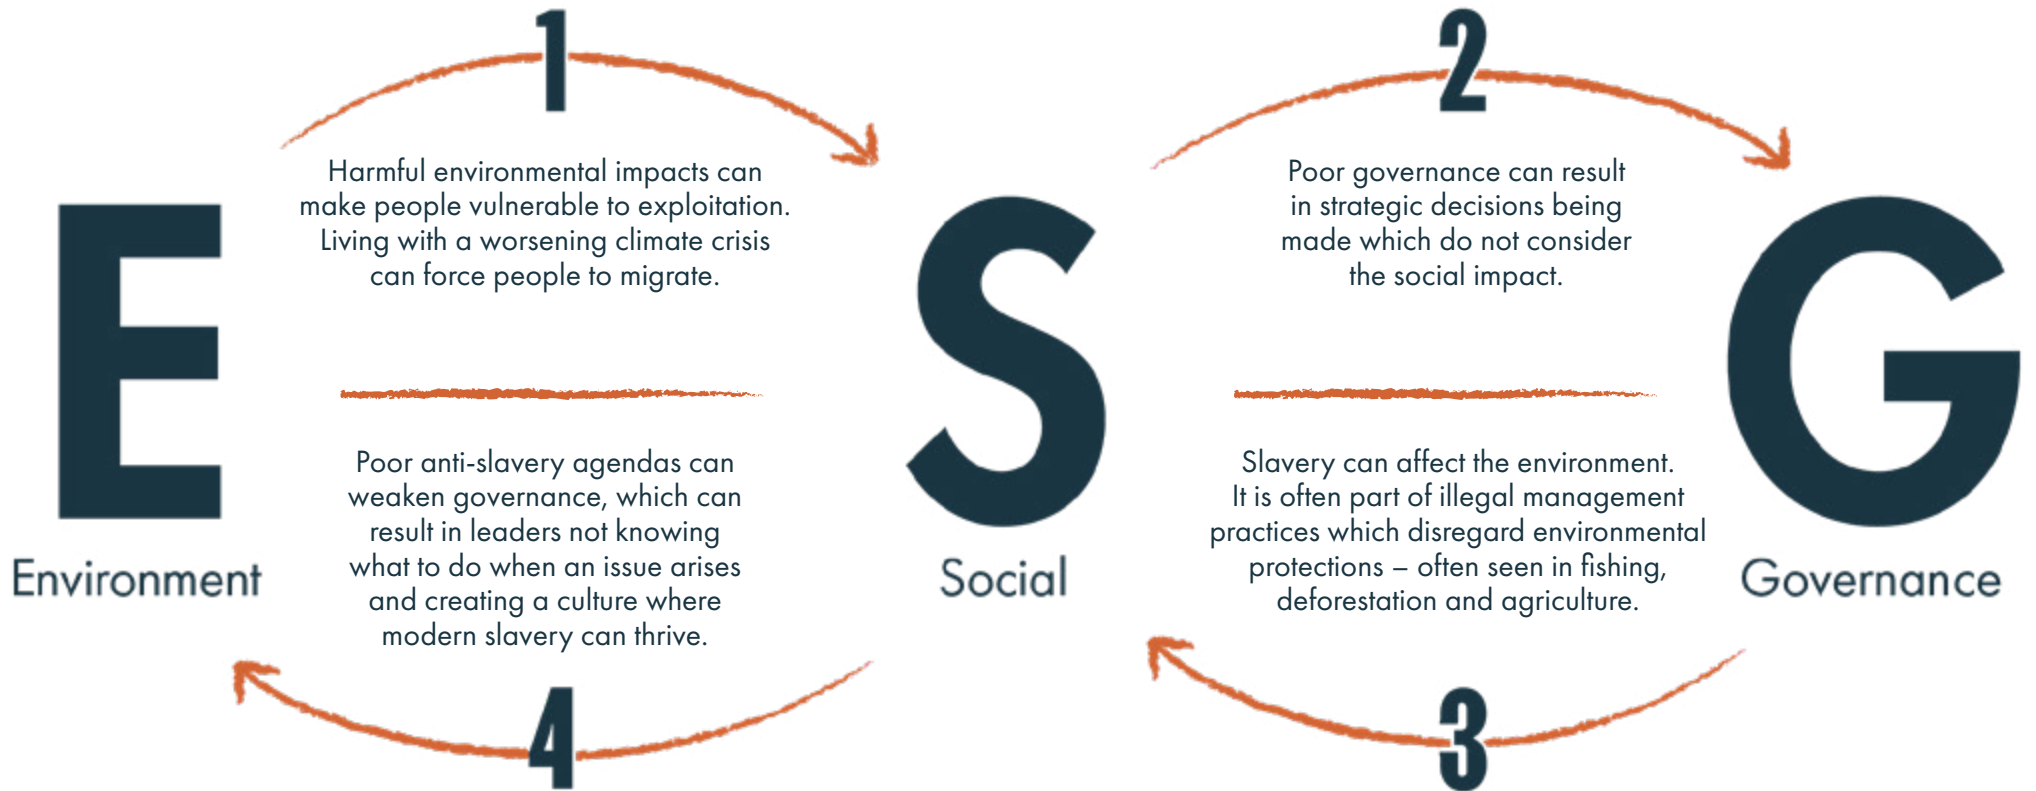 1
Harmful environmental impacts can
make people vulnerable to exploitation.
Living with a worsening climate crisis
can force people to migrate.
2
Poor governance can result
in strategic decisions being
made which do not consider
the social impact.
E
Environment
S
Social
G
Governance
Slavery can affect the environment.
It is often part of illegal management
practices which disregard environmental
protections – often seen in fishing,
deforestation and agriculture.
3
Poor anti-slavery agendas can
weaken governance, which can
result in leaders not knowing
what to do when an issue arises
and creating a culture where
modern slavery can thrive.
4